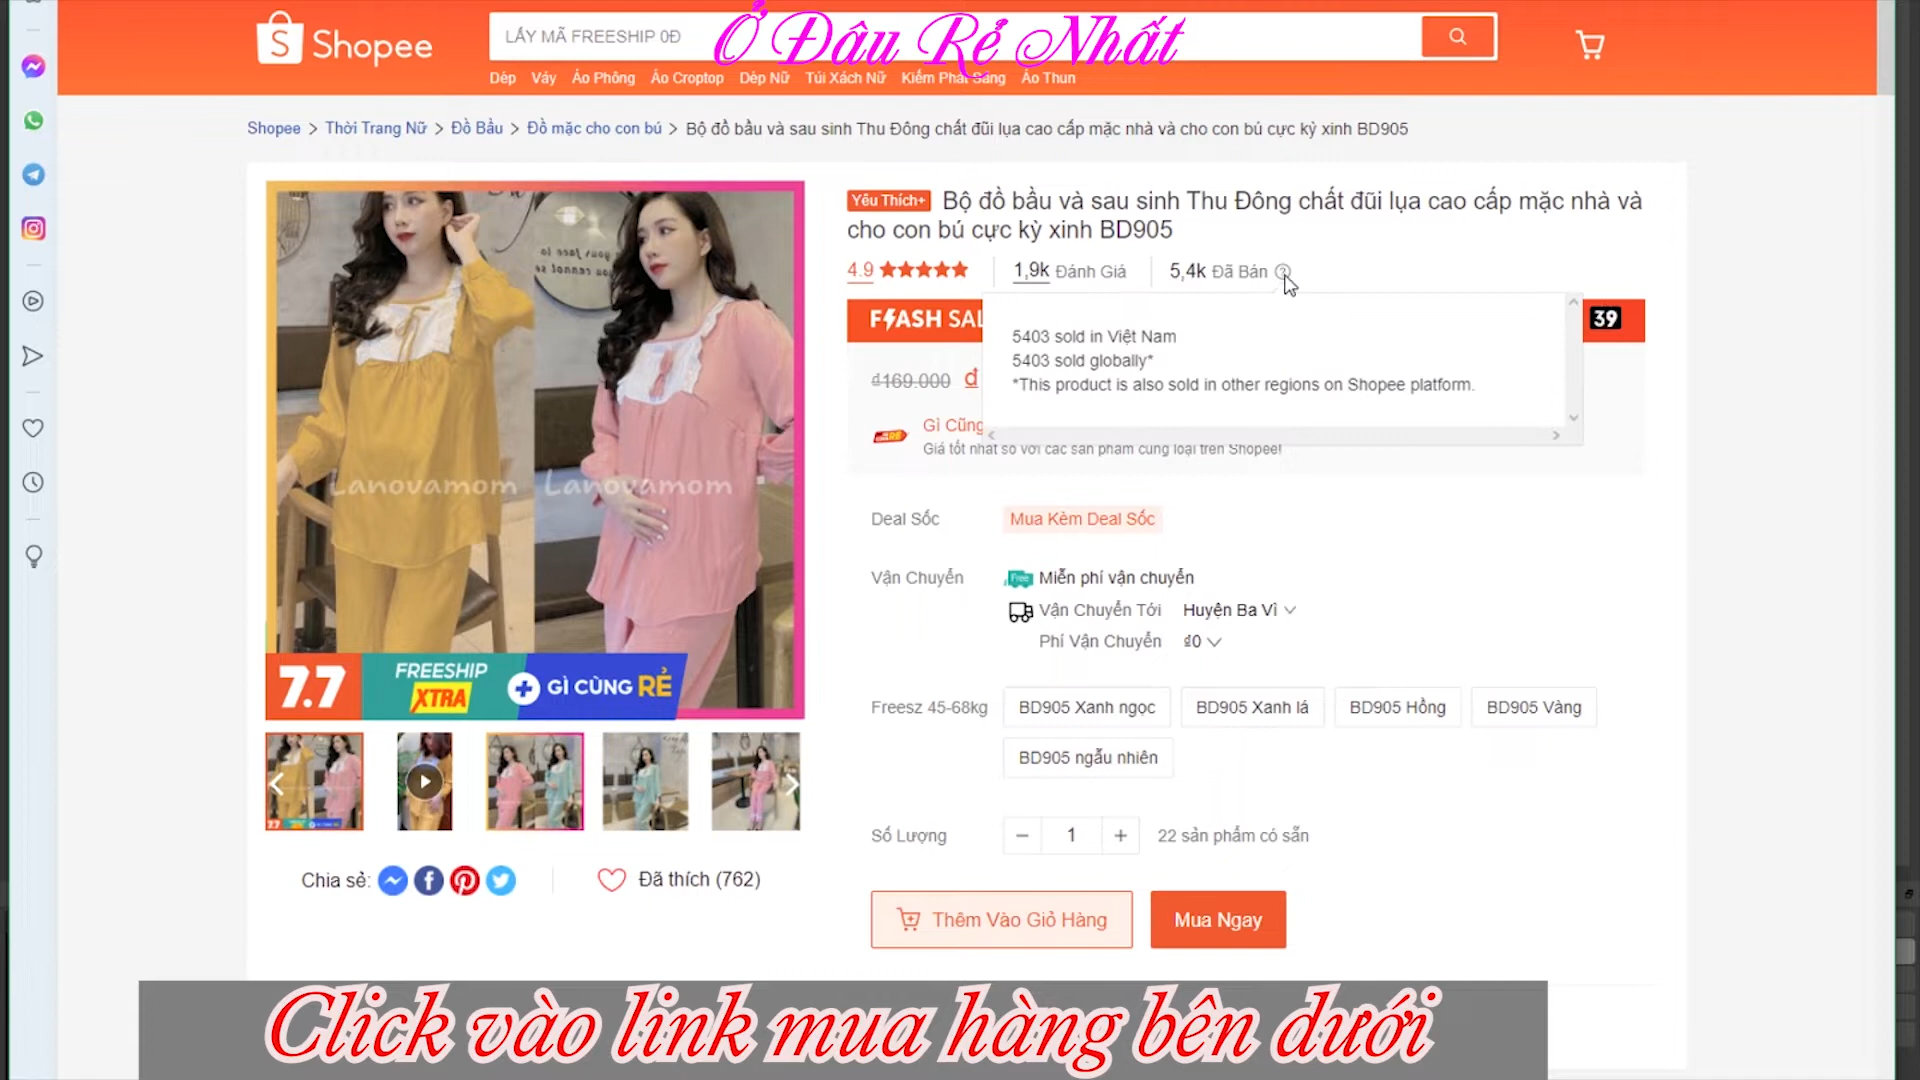 Shopee
LẤY MÃ FREESHIP 0Đ
Ở Đâu Rẻ Nhất
Dép Váy Áo Phông Áo Croptop Dép Nữ Túi Xách Nữ Kiếm Phát Sáng Áo Thun
Shopee > Thời Trang Nữ > Đồ Bầu > Đồ mặc cho con bú > Bộ đồ bầu và sau sinh Thu Đông chất đũi lụa cao cấp mặc nhà và cho con bú cực kỳ xinh BD905
Yêu Thích+ Bộ đồ bầu và sau sinh Thu Đông chất đũi lụa cao cấp mặc nhà và
cho con bú cực kỳ xinh BD905
4.9 1,9k Đánh Giá 5,4k Đã Bán
FLASH SAL
39
5403 sold in Việt Nam
5403 sold globally*
*This product is also sold in other regions on Shopee platform.
₫169.000 ₫
Gì Cũng
Giá tốt nhất so với các sản phẩm cùng loại trên Shopee!
Lanovamom Lanovamom
7.7 FREESHIP XTRA + GÌ CŨNG RẺ
Deal Sốc Mua Kèm Deal Sốc
Vận Chuyển Free Miễn phí vận chuyển
Vận Chuyển Tới Huyện Ba Vì
Phí Vận Chuyển ₫0
Freesz 45-68kg BD905 Xanh ngọc BD905 Xanh lá BD905 Hồng BD905 Vàng
BD905 ngẫu nhiên
Số Lượng − 1 + 22 sản phẩm có sẵn
Chia sẻ: Đã thích (762)
Thêm Vào Giỏ Hàng Mua Ngay
Click vào link mua hàng bên dưới